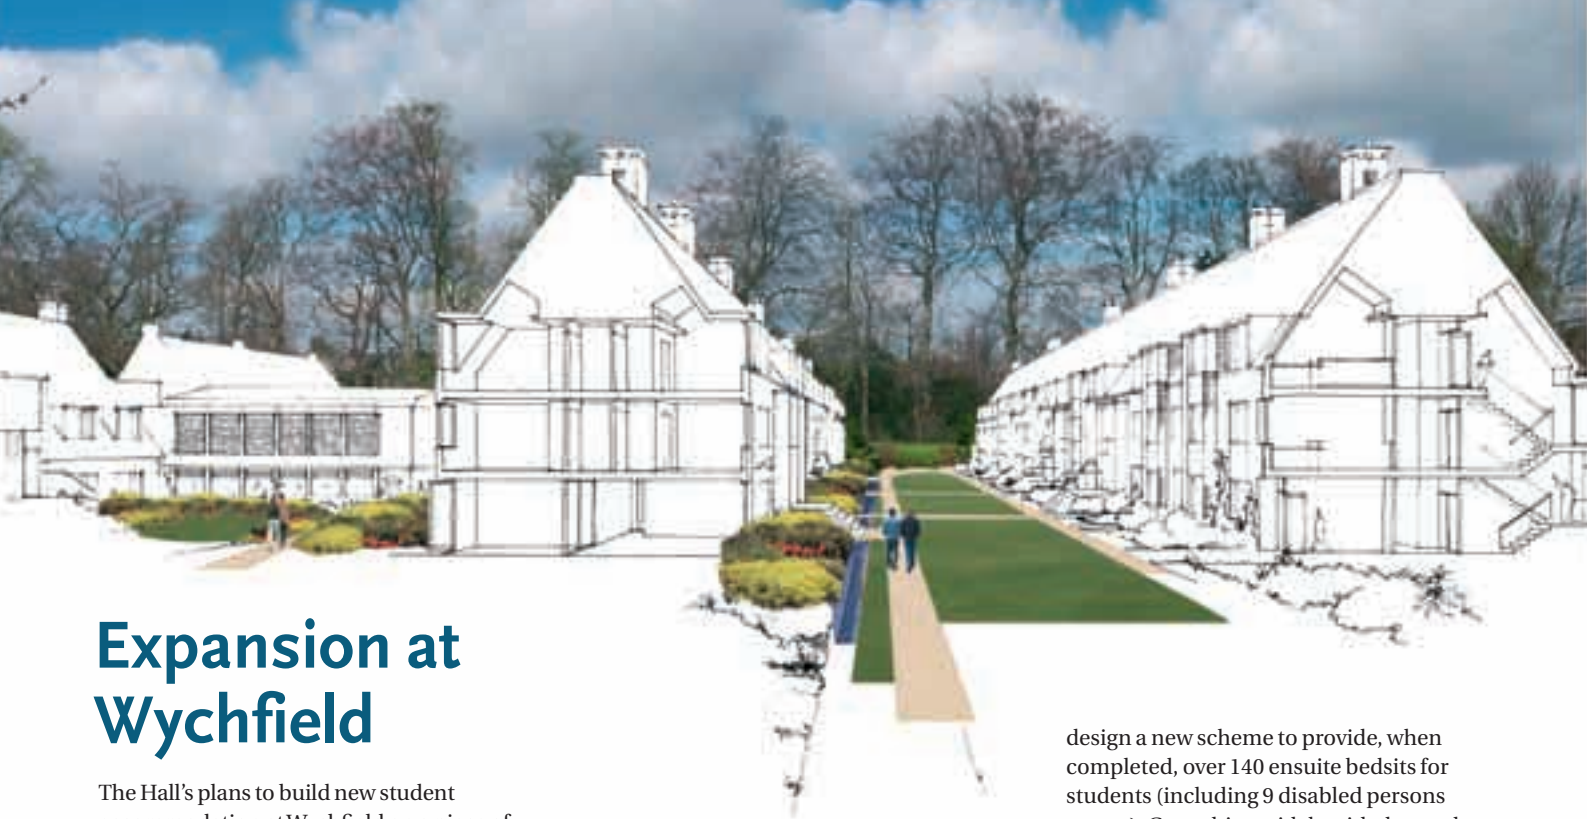 Expansion at
Wychfield
The Hall's plans to build new student
design a new scheme to provide, when
completed, over 140 ensuite bedsits for
students (including 9 disabled persons